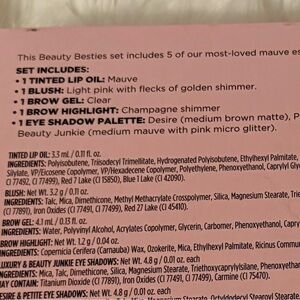 This Beauty Besties set includes 5 of our most-loved mauve es
SET INCLUDES:
• 1 TINTED LIP OIL: Mauve
• 1 BLUSH: Light pink with flecks of golden shimmer.
• 1 BROW GEL: Clear
• 1 BROW HIGHLIGHT: Champagne shimmer
• 1 EYE SHADOW PALETTE: Desire (medium brown matte), P
Beauty Junkie (medium mauve with pink micro glitter).
TINTED LIP OIL: 3.3 mL / 0.11 fl. oz.
INGREDIENTS: Polyisobutene, Triisodecyl Trimellitate, Hydrogenated Polyisobutene, Ethylhexyl Palmitate,
Silylate, VP/Eicosene Copolymer, VP/Hexadecene Copolymer, Polyethylene, Phenoxyethanol, Caprylyl Gly
CI 77492, CI 77499), Red 7 Lake (CI 15850), Blue 1 Lake (CI 42090).
BLUSH: Net Wt. 3.2 g / 0.11 oz.
INGREDIENTS: Talc, Mica, Dimethicone, Methyl Methacrylate Crosspolymer, Silica, Magnesium Stearate, Tri
(CI 77891), Iron Oxides (CI 77491, CI 77499), Red 27 Lake (CI 45410).
BROW GEL: 4.1 mL / 0.13 fl. oz.
INGREDIENTS: Water, Polyvinyl Alcohol, Acrylates Copolymer, Glycerin, Carbomer, Phenoxyethanol, Capry
BROW HIGHLIGHT: Net Wt. 1.2 g / 0.04 oz.
INGREDIENTS: Copernicia Cerifera (Carnauba) Wax, Ozokerite, Mica, Ethylhexyl Palmitate, Ricinus Commun
LUXURY & BEAUTY JUNKIE EYE SHADOWS: Net Wt. 4.8 g / 0.01 oz. each
INGREDIENTS: Mica, Talc, Dimethicone, Silica, Magnesium Stearate, Triethoxycaprylylsilane, Phenoxyethanol,
MAY CONTAIN: Titanium Dioxide (CI 77891), Iron Oxides (CI 77491, CI 77499), Carmine (CI 75470)
DESIRE & PETITE EYE SHADOWS: Net Wt. 4.8 g / 0.01 oz. each